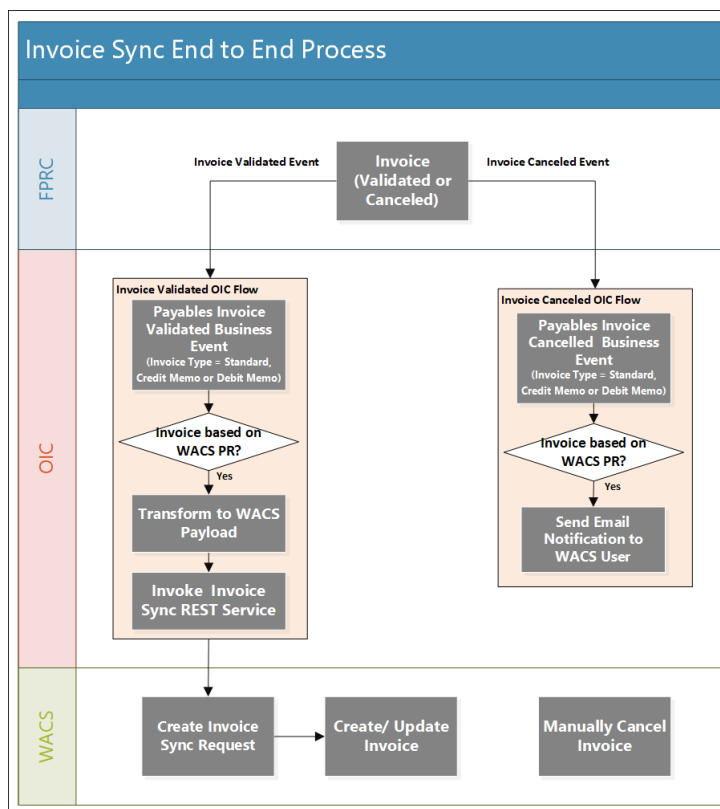 Invoice Sync End to End Process
FPRC
Invoice Validated Event
Invoice
(Validated or
Canceled)
Invoice Canceled Event
OIC
Invoice Validated OIC Flow
Payables Invoice
Validated Business
Event
(Invoice Type = Standard,
Credit Memo or Debit Memo)
Invoice based on
WACS PR?
Yes
Transform to WACS
Payload
Invoke Invoice
Sync REST Service
Invoice Canceled OIC Flow
Payables Invoice
Cancelled Business
Event
(Invoice Type = Standard,
Credit Memo or Debit Memo)
Invoice based on
WACS PR?
Yes
Send Email
Notification to
WACS User
WACS
Create Invoice
Sync Request
Create/ Update
Invoice
Manually Cancel
Invoice